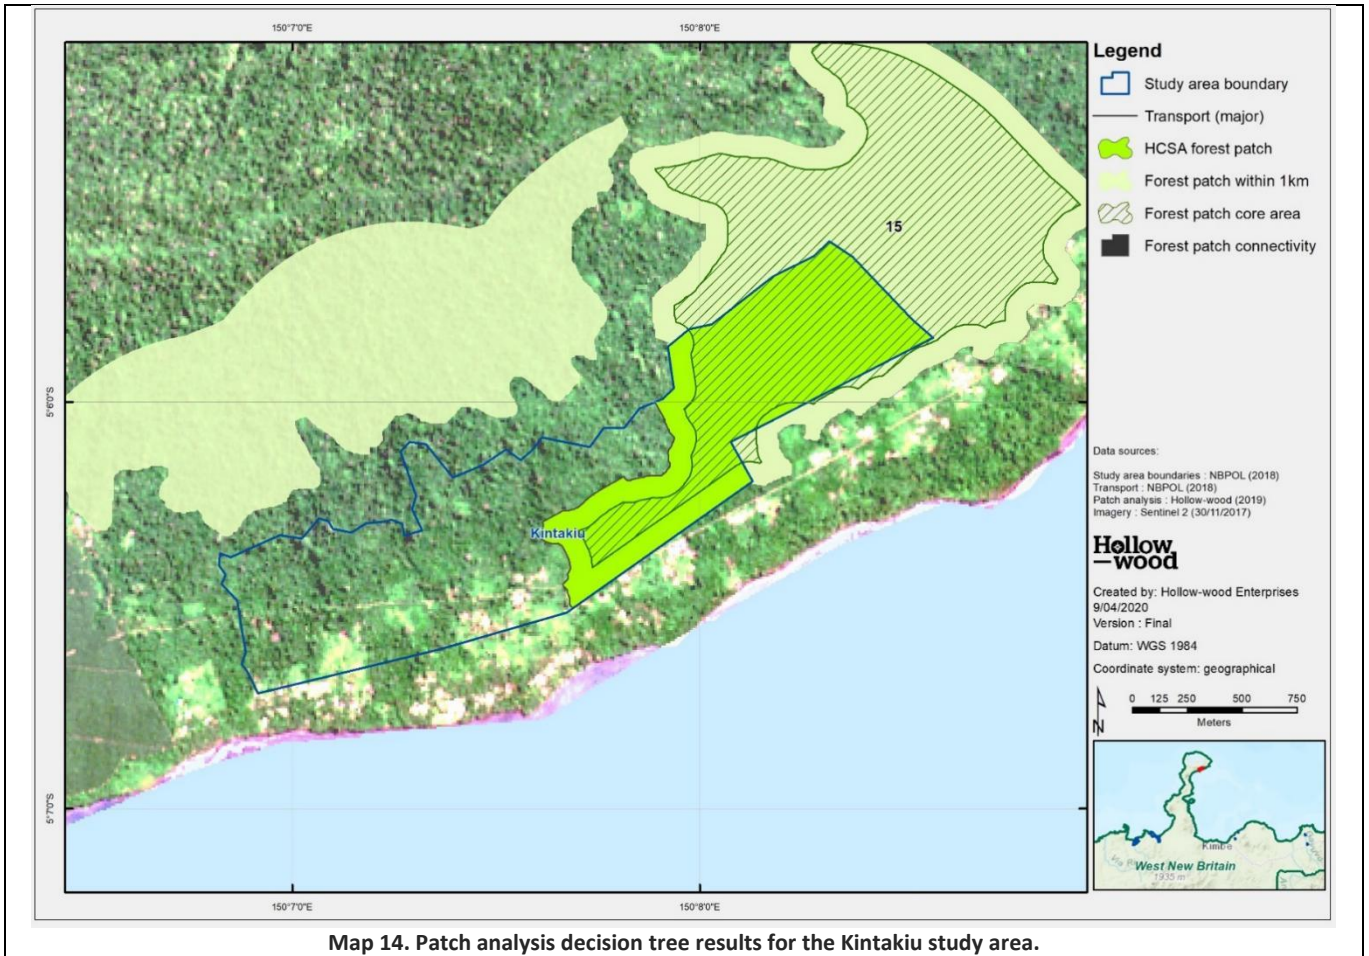 150°7'0"E 150°8'0"E
Legend
Study area boundary
Transport (major)
HCSA forest patch
Forest patch within 1km
Forest patch core area
Forest patch connectivity
15
5°6'0"S
Kintakiu
5°7'0"S
150°7'0"E 150°8'0"E
Data sources:
Study area boundaries : NBPOL (2018)
Transport : NBPOL (2018)
Patch analysis : Hollow-wood (2019)
Imagery : Sentinel 2 (30/11/2017)
Hollow
wood
Created by: Hollow-wood Enterprises
9/04/2020
Version : Final
Datum: WGS 1984
Coordinate system: geographical
N
0 125 250 500 750
Meters
Kimbe
West New Britain
1935 m
Map 14. Patch analysis decision tree results for the Kintakiu study area.